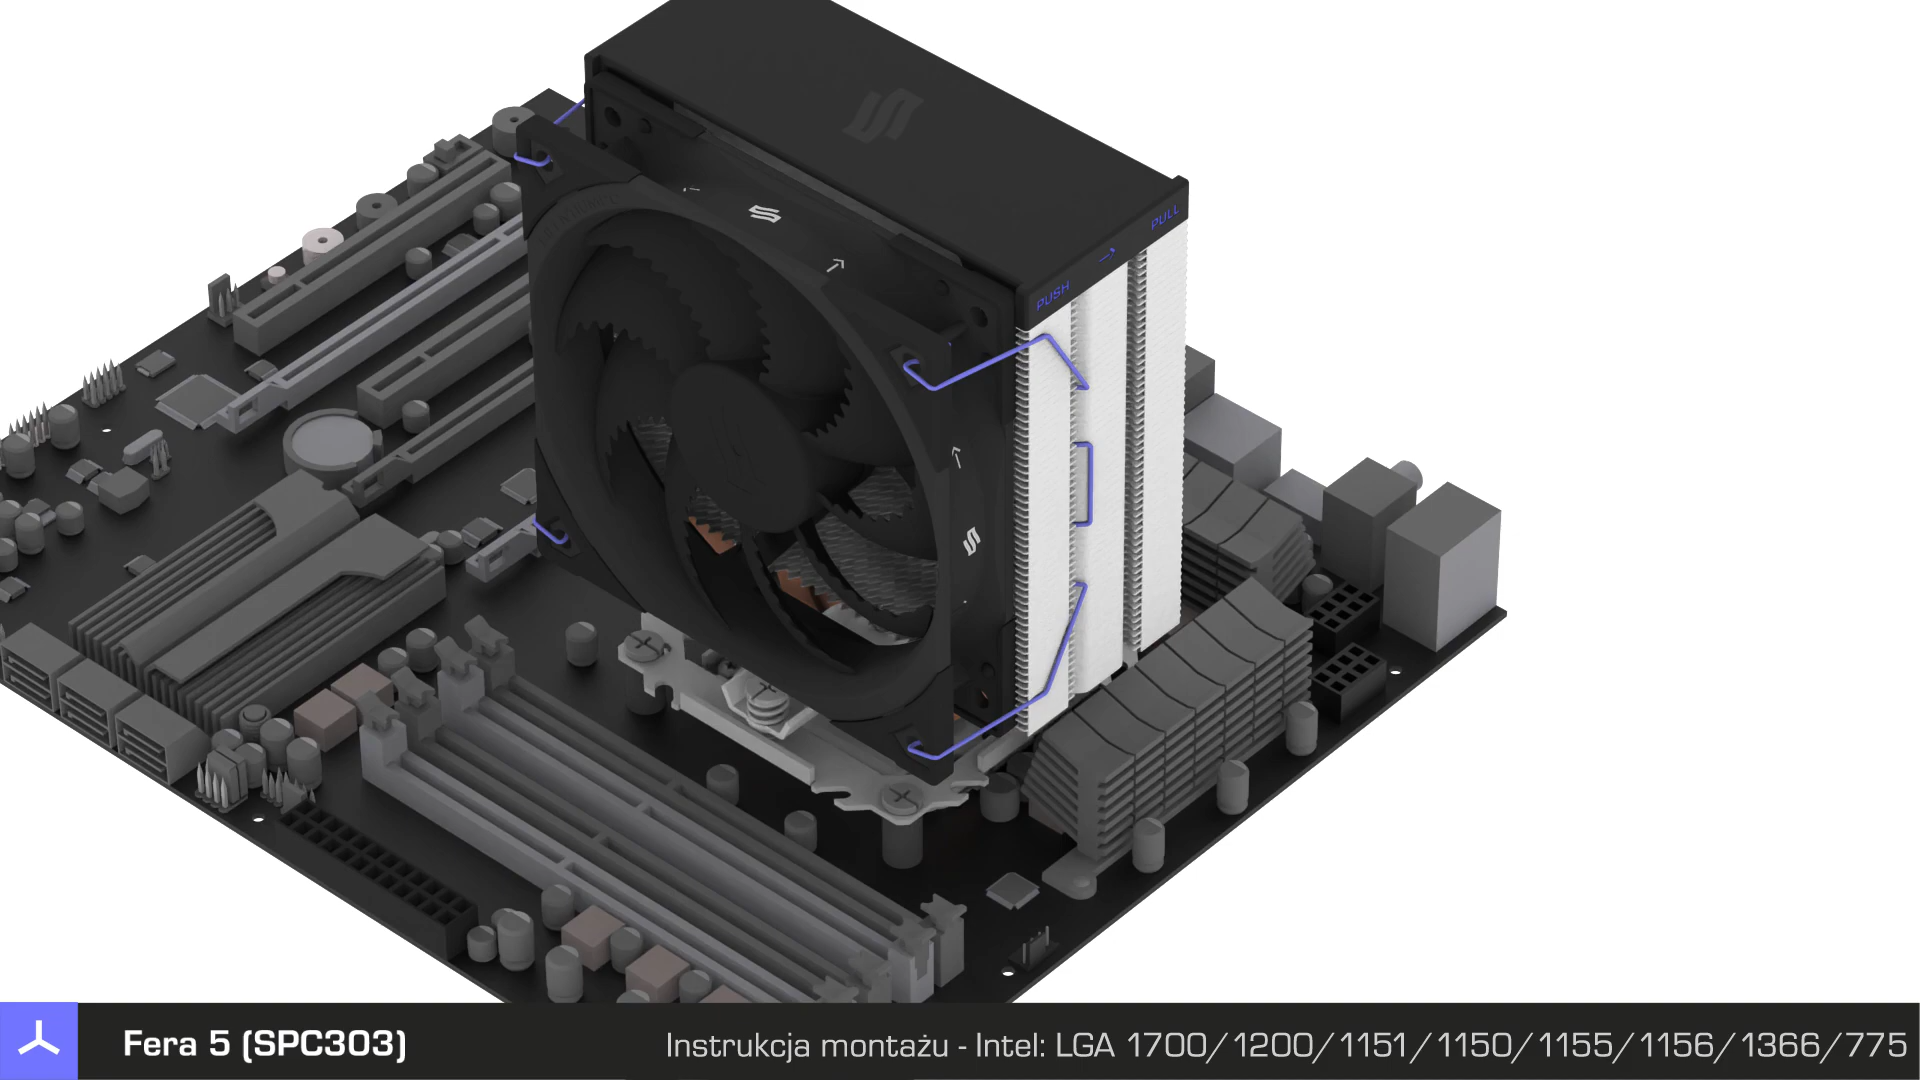 PULL
PUSH
Fera 5 (SPC303)
Instrukcja montażu - Intel: LGA 1700/1200/1151/1150/1155/1156/1366/775